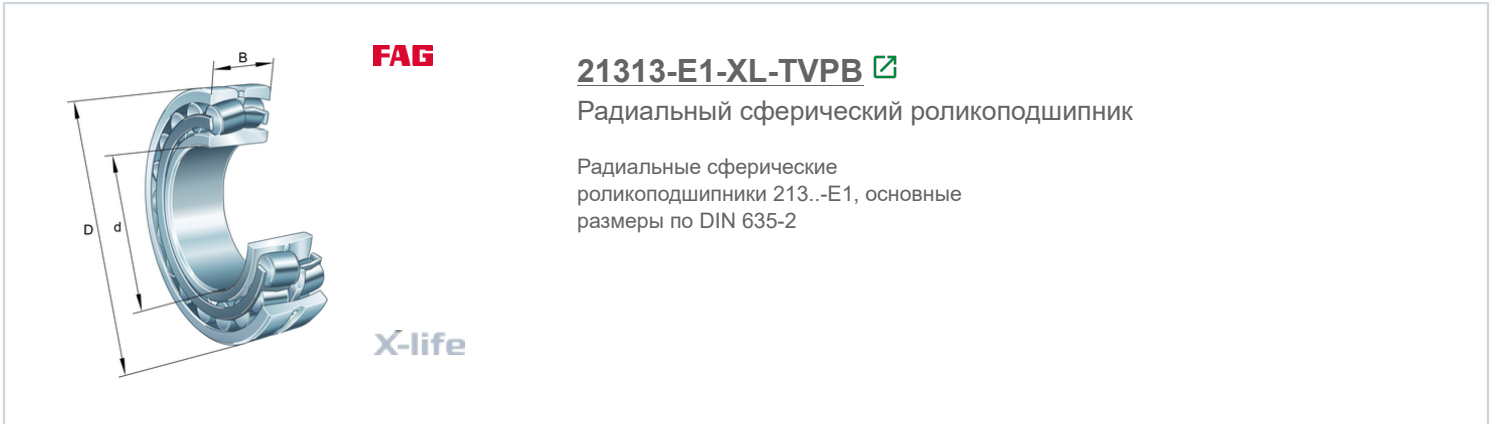 B
FAG
21313-E1-XL-TVPB
Радиальный сферический роликоподшипник
Радиальные сферические
роликоподшипники 213..-E1, основные
размеры по DIN 635-2
D
d
X-life